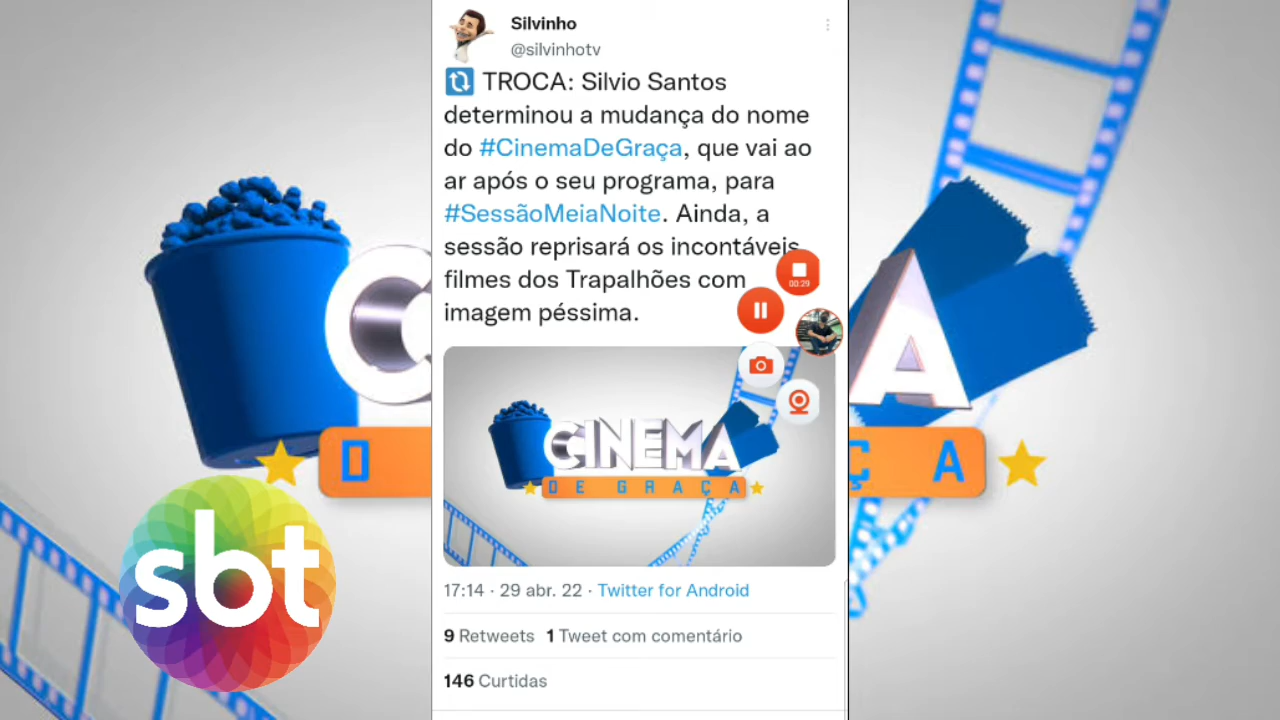 Silvinho
@silvinhotv
TROCA: Silvio Santos
determinou a mudança do nome
do #CinemaDeGraça, que vai ao
ar após o seu programa, para
#SessãoMeiaNoite. Ainda, a
sessão reprisará os incontáveis
filmes dos Trapalhões com
imagem péssima.
00:29
CINEMA
DE GRAÇA
17:14 · 29 abr. 22 · Twitter for Android
9 Retweets 1 Tweet com comentário
146 Curtidas
C
A
D
Ç A
sbt